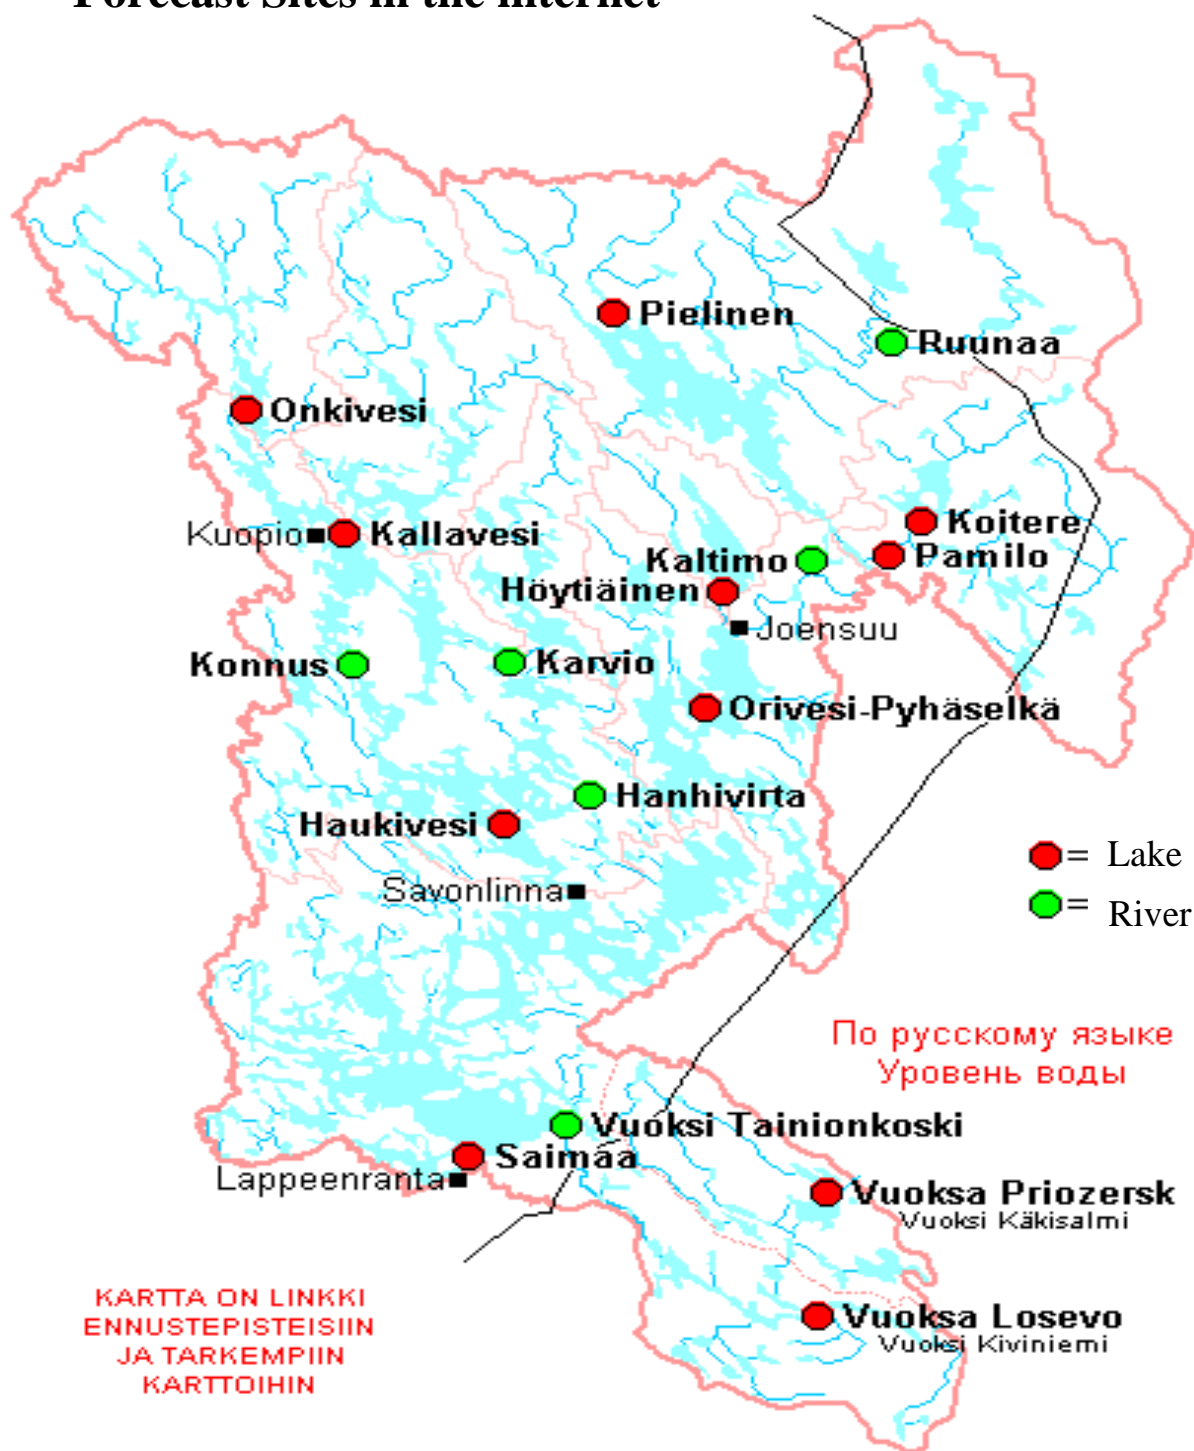 Forecast Sites in the internet
Pielinen
Ruunaa
Onkivesi
Koitere
Kuopio
Kallavesi
Pamilo
Kaltimo
Höytiäinen
Joensuu
Konnus
Karvio
Orivesi-Pyhäselkä
Hanhivirta
Haukivesi
= Lake
Savonlinna
= River
По русскому языке
Уровень воды
Vuoksi Tainionkoski
Saimaa
Lappeenranta
Vuoksa Priozersk
Vuoksi Käkisalmi
KARTTA ON LINKKI
ENNUSTEPISTEISIIN
JA TARKEMPIIN
KARTTOIHIN
Vuoksa Losevo
Vuoksi Kiviniemi